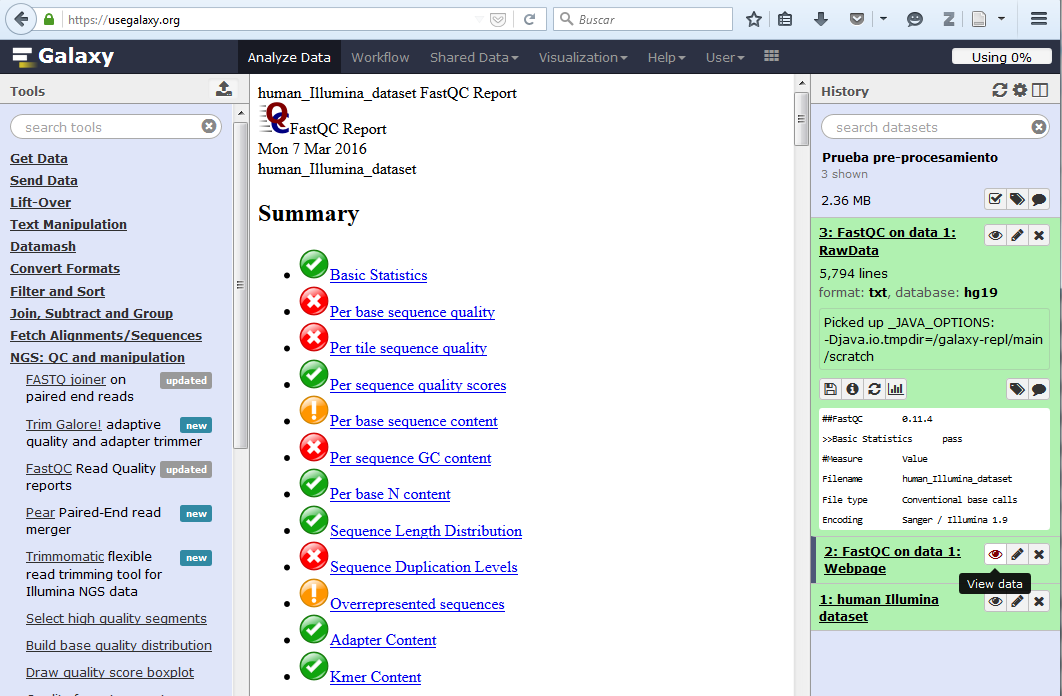 https://usegalaxy.org
Buscar
Galaxy
Analyze Data
Workflow
Shared Data
Visualization
Help
User
Using 0%
Tools
search tools
Get Data
Send Data
Lift-Over
Text Manipulation
Datamash
Convert Formats
Filter and Sort
Join, Subtract and Group
Fetch Alignments/Sequences
NGS: QC and manipulation
FASTQ joiner on updated
paired end reads
Trim Galore! adaptive new
quality and adapter trimmer
FastQC Read Quality updated
reports
Pear Paired-End read new
merger
Trimmomatic flexible new
read trimming tool for
Illumina NGS data
Select high quality segments
Build base quality distribution
Draw quality score boxplot
human_Illumina_dataset FastQC Report
FastQC Report
Mon 7 Mar 2016
human_Illumina_dataset
Summary
Basic Statistics
Per base sequence quality
Per tile sequence quality
Per sequence quality scores
Per base sequence content
Per sequence GC content
Per base N content
Sequence Length Distribution
Sequence Duplication Levels
Overrepresented sequences
Adapter Content
Kmer Content
History
search datasets
Prueba pre-procesamiento
3 shown
2.36 MB
3: FastQC on data 1:
RawData
5,794 lines
format: txt, database: hg19
Picked up _JAVA_OPTIONS:
-Djava.io.tmpdir=/galaxy-repl/main
/scratch
##FastQC 0.11.4
>>Basic Statistics pass
#Measure Value
Filename human_Illumina_dataset
File type Conventional base calls
Encoding Sanger / Illumina 1.9
2: FastQC on data 1:
Webpage
View data
1: human Illumina
dataset